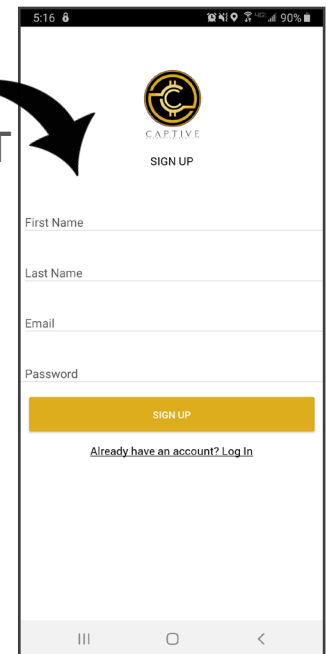 5:16 90%
T
C
CAPTIVE
SIGN UP
First Name
Last Name
Email
Password
SIGN UP
Already have an account? Log In